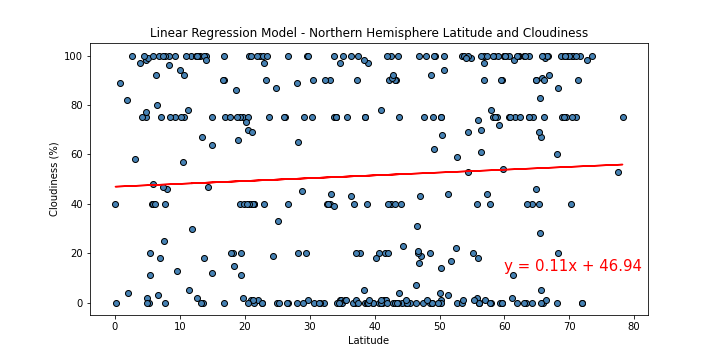 Linear Regression Model - Northern Hemisphere Latitude and Cloudiness
100
80
60
40
20
0
Cloudiness (%)
y = 0.11x + 46.94
0 10 20 30 40 50 60 70 80
Latitude